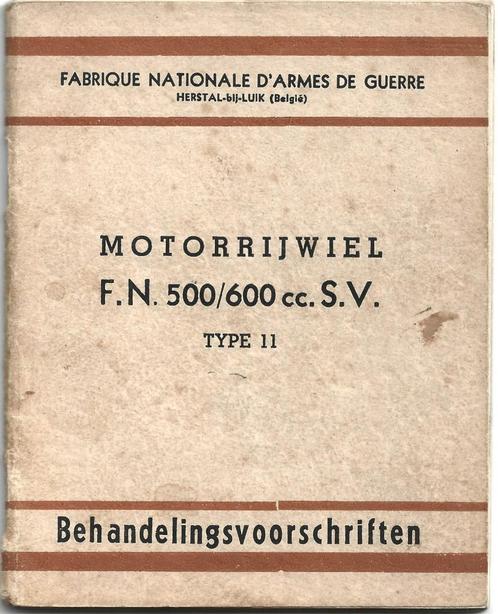 FABRIQUE NATIONALE D'ARMES DE GUERRE
HERSTAL-bij-LUIK (België)
MOTORRIJWIEL
F.N. 500/600 cc. S.V.
TYPE 11
Behandelingsvoorschriften